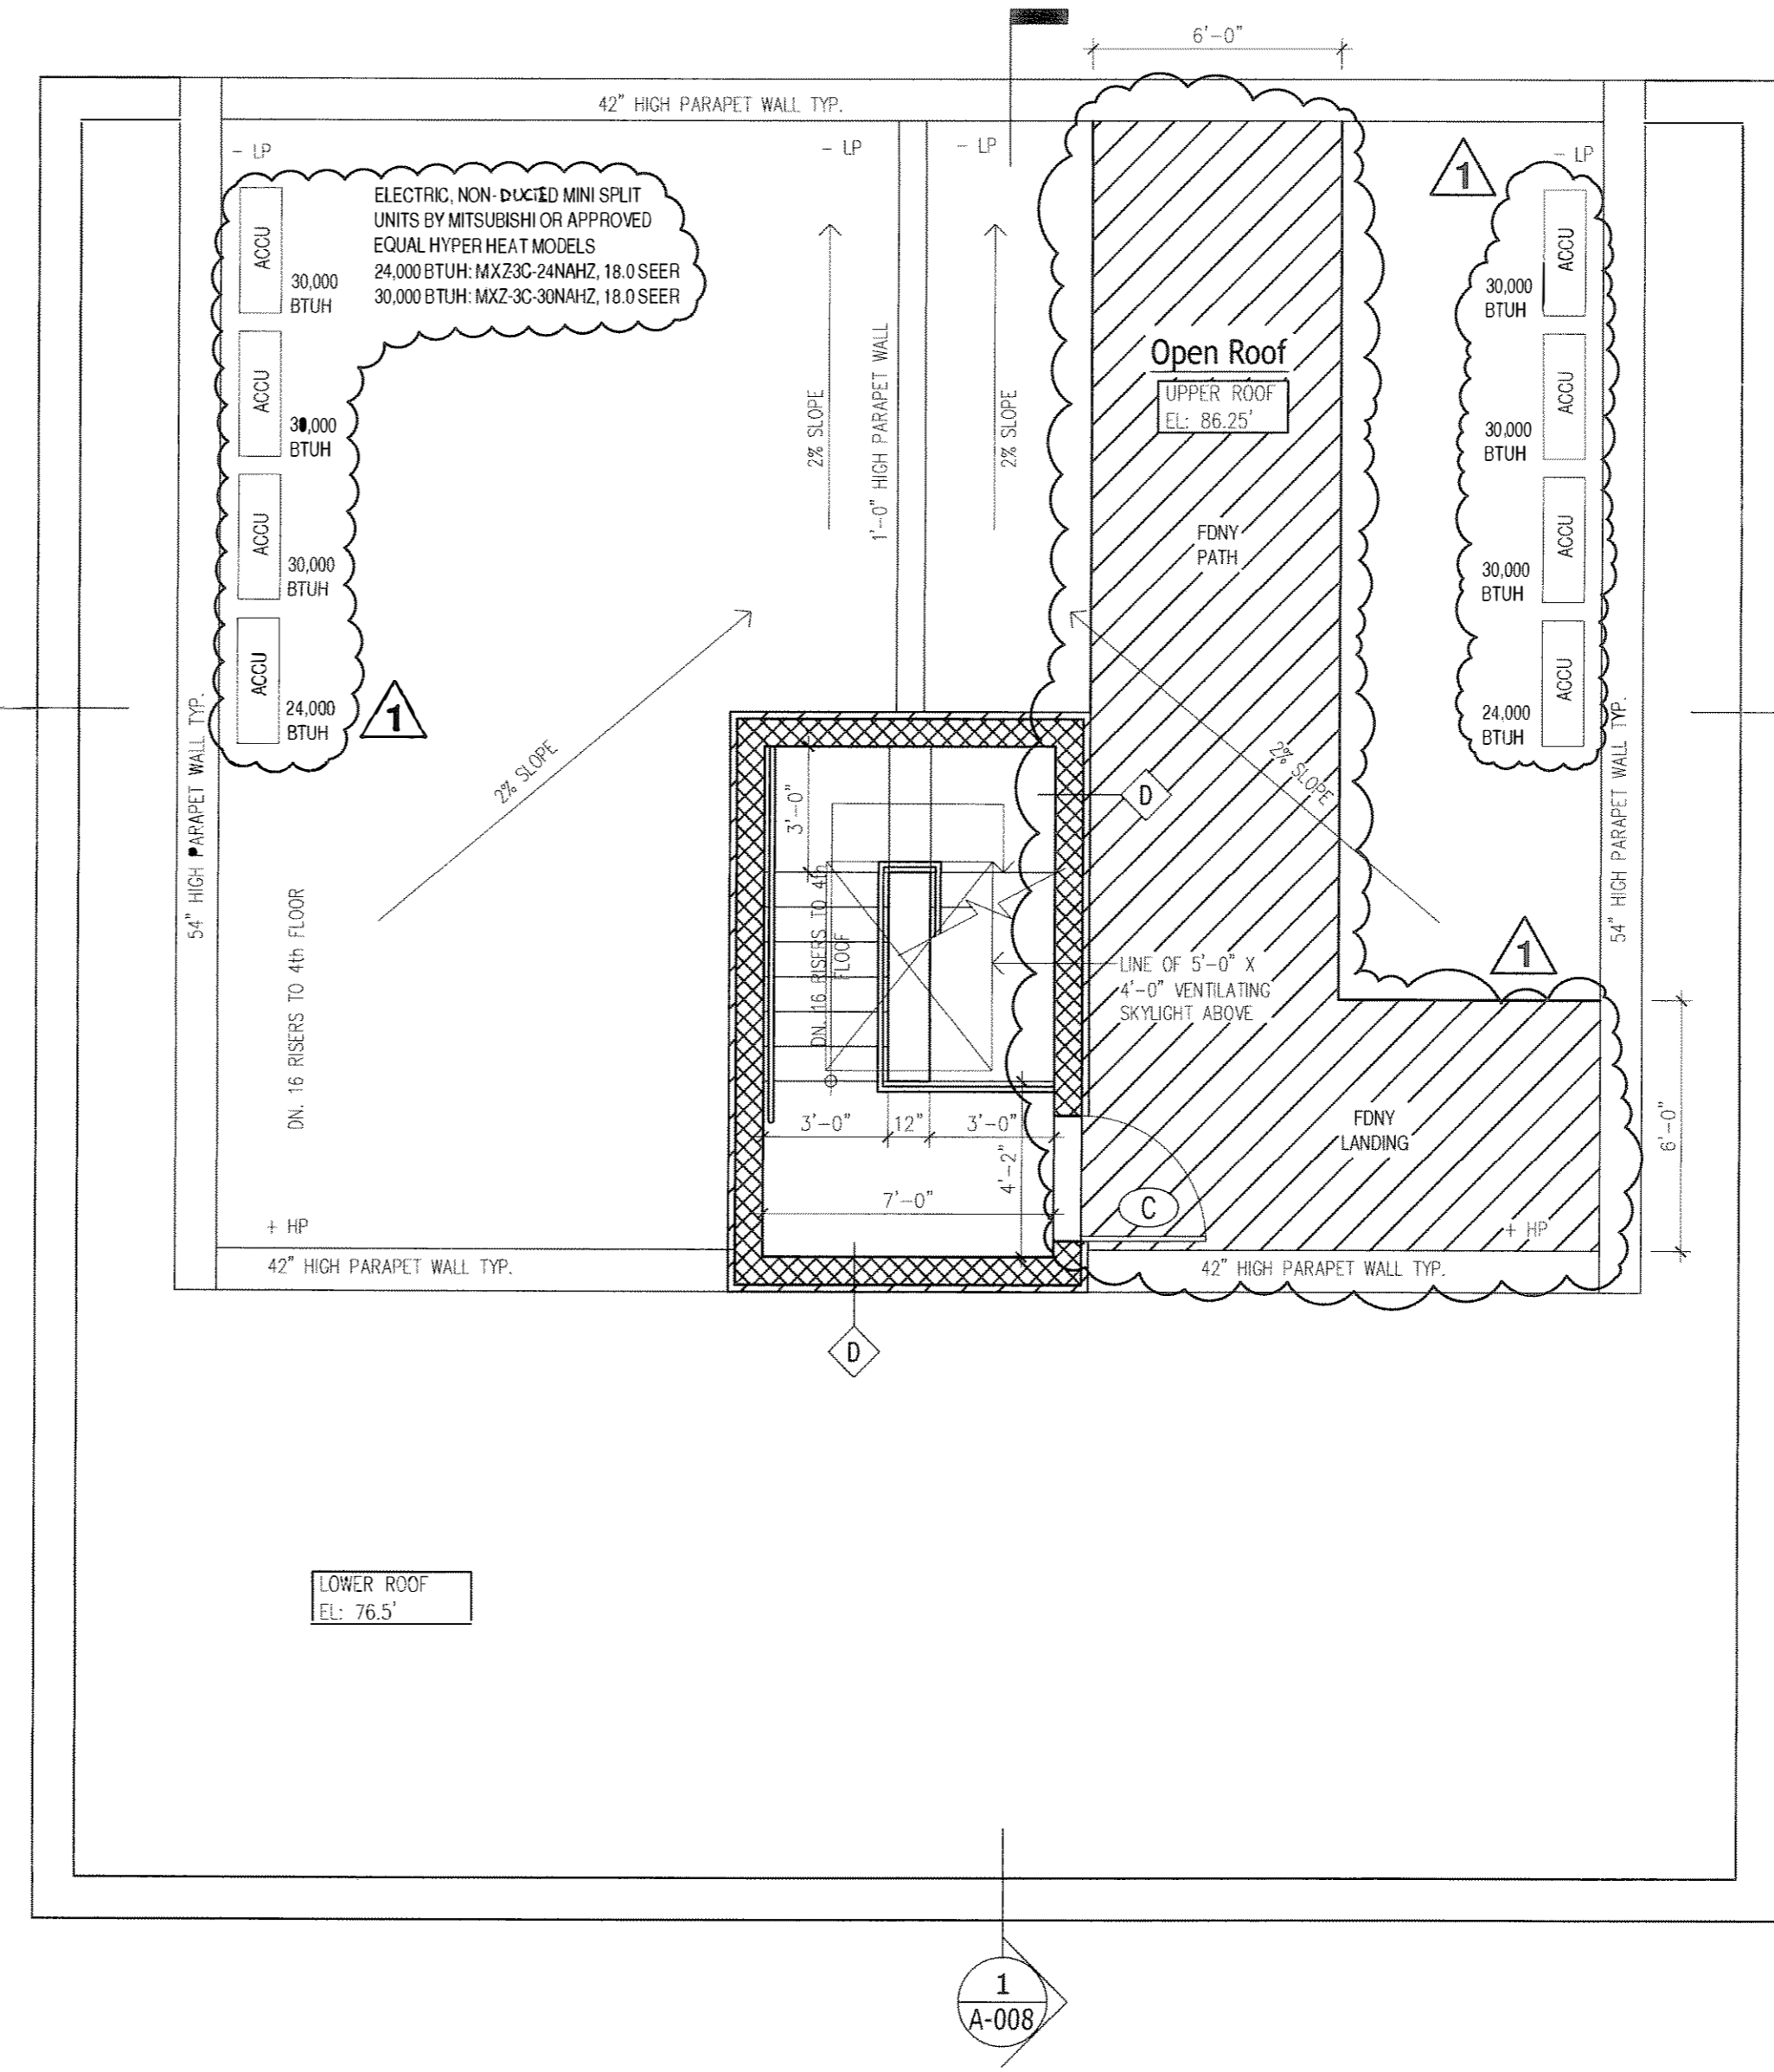 6'-0"
42" HIGH PARAPET WALL TYP.
- LP
- LP
- LP
- LP
1
ELECTRIC, NON-DUCTED MINI SPLIT
UNITS BY MITSUBISHI OR APPROVED
EQUAL HYPER HEAT MODELS
24,000 BTUH: MXZ-3C-24NAHZ, 18.0 SEER
30,000 BTUH: MXZ-3C-30NAHZ, 18.0 SEER
ACCU
30,000
BTUH
ACCU
30,000
BTUH
ACCU
30,000
BTUH
ACCU
24,000
BTUH
1
54" HIGH PARAPET WALL TYP.
2% SLOPE
1'-0" HIGH PARAPET WALL
2% SLOPE
Open Roof
UPPER ROOF
EL: 86.25'
FDNY
PATH
ACCU
30,000
BTUH
ACCU
30,000
BTUH
ACCU
30,000
BTUH
ACCU
24,000
BTUH
54" HIGH PARAPET WALL TYP.
2% SLOPE
2% SLOPE
D
3'-0"
DN. 16 RISERS TO 4th FLOOR
DN. 16 RISERS TO 4th
FLOOF
LINE OF 5'-0" X
4'-0" VENTILATING
SKYLIGHT ABOVE
1
3'-0"
12"
3'-0"
4'-2"
7'-0"
C
FDNY
LANDING
6'-0"
+ HP
+ HP
42" HIGH PARAPET WALL TYP.
42" HIGH PARAPET WALL TYP.
D
LOWER ROOF
EL: 76.5'
1
A-008